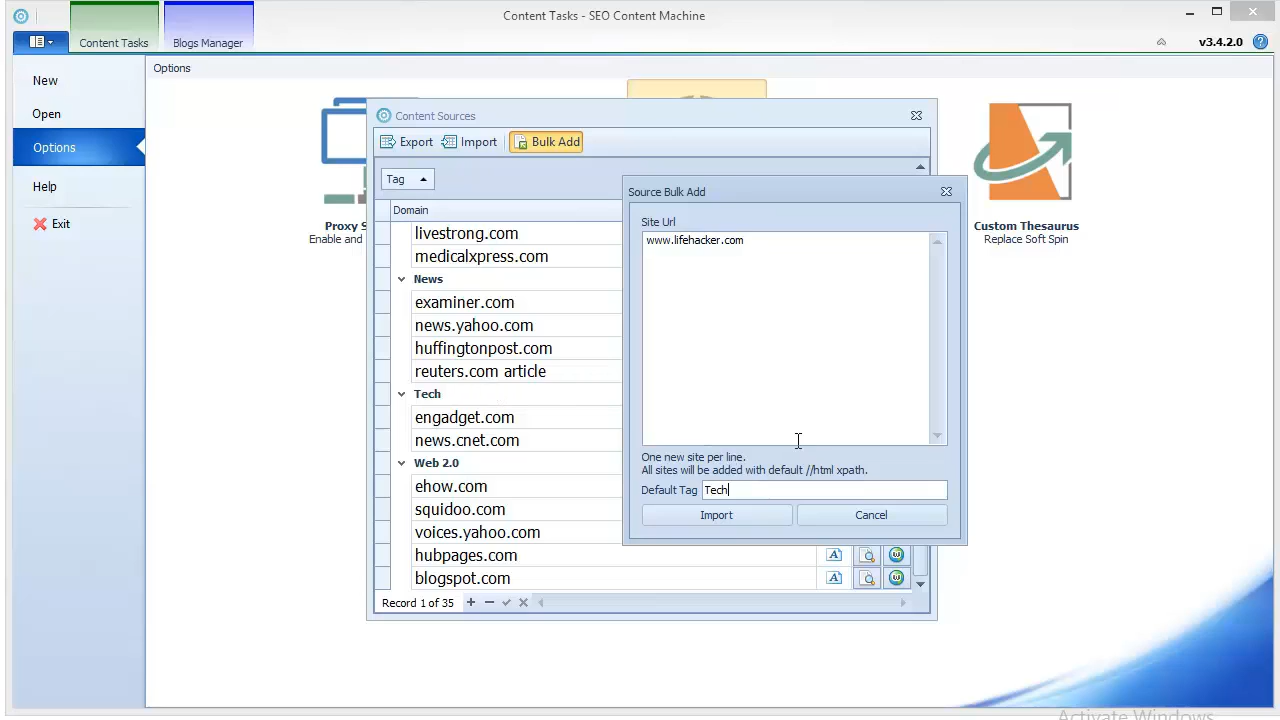 Content Tasks - SEO Content Machine
Content Tasks
Blogs Manager
v3.4.2.0
New
Open
Options
Help
Exit
Options
Proxy S
Enable and
Custom Thesaurus
Replace Soft Spin
Content Sources
Export
Import
Bulk Add
Tag
Domain
livestrong.com
medicalxpress.com
News
examiner.com
news.yahoo.com
huffingtonpost.com
reuters.com article
Tech
engadget.com
news.cnet.com
Web 2.0
ehow.com
squidoo.com
voices.yahoo.com
hubpages.com
blogspot.com
Record 1 of 35
Source Bulk Add
Site Url
www.lifehacker.com
One new site per line.
All sites will be added with default //html xpath.
Default Tag
Tech
Import
Cancel
Activate Windows